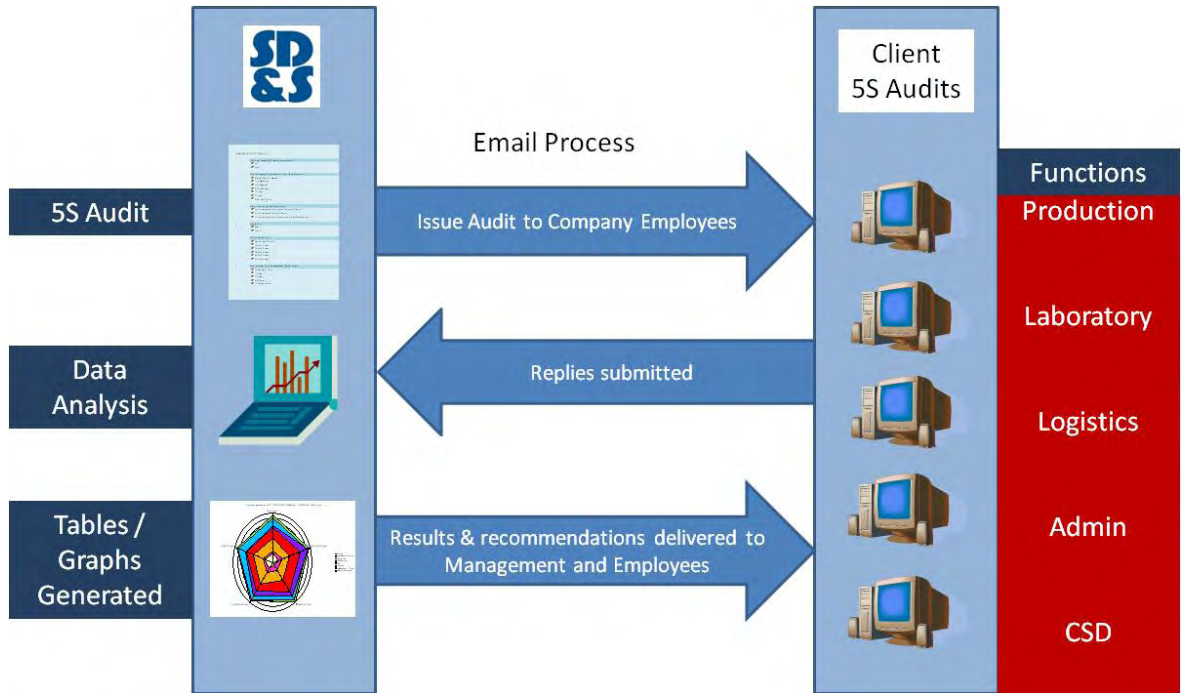 SD
&S
Client
5S Audits
Email Process
Functions
5S Audit
Issue Audit to Company Employees
Production
Laboratory
Data
Analysis
Replies submitted
Logistics
Tables /
Graphs
Generated
Results & recommendations delivered to
Management and Employees
Admin
CSD